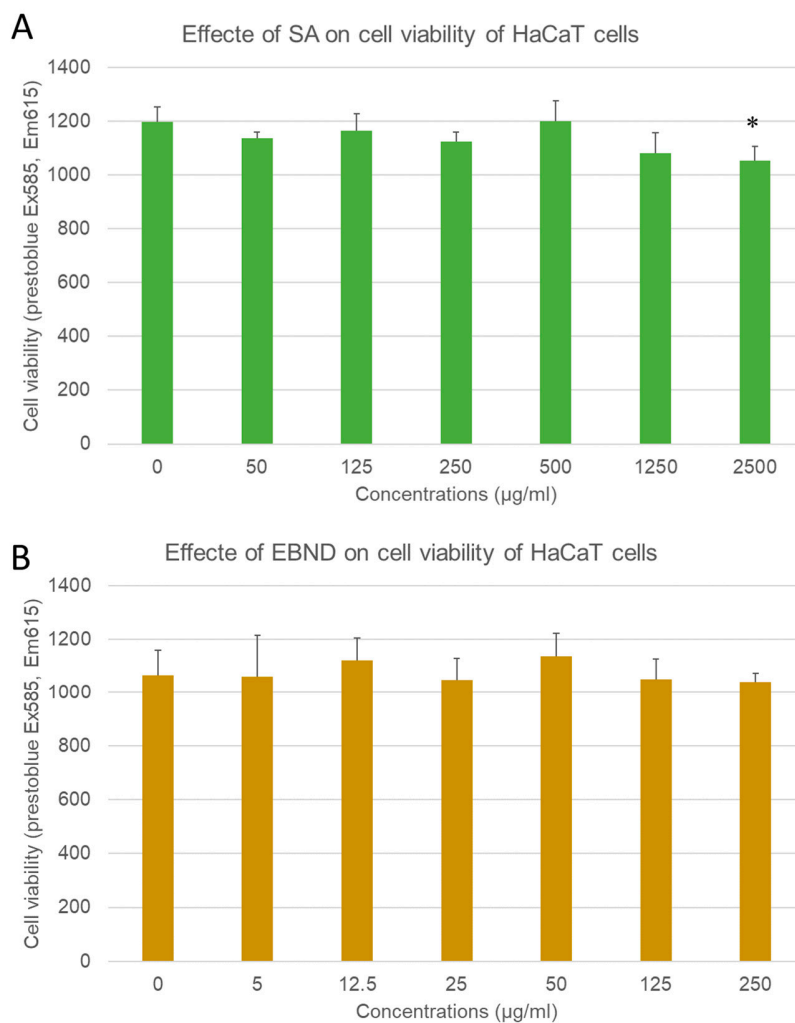 A
Effecte of SA on cell viability of HaCaT cells
Cell viability (prestoblue Ex585, Em615)
1400
1200
1000
800
600
400
200
0
*
0 50 125 250 500 1250 2500
Concentrations (µg/ml)
B
Effecte of EBND on cell viability of HaCaT cells
Cell viability (prestoblue Ex585, Em615)
1400
1200
1000
800
600
400
200
0
0 5 12.5 25 50 125 250
Concentrations (µg/ml)